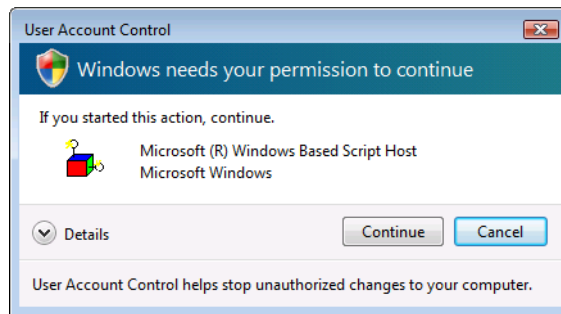 User Account Control
Windows needs your permission to continue
If you started this action, continue.
Microsoft (R) Windows Based Script Host
Microsoft Windows
Details
Continue
Cancel
User Account Control helps stop unauthorized changes to your computer.